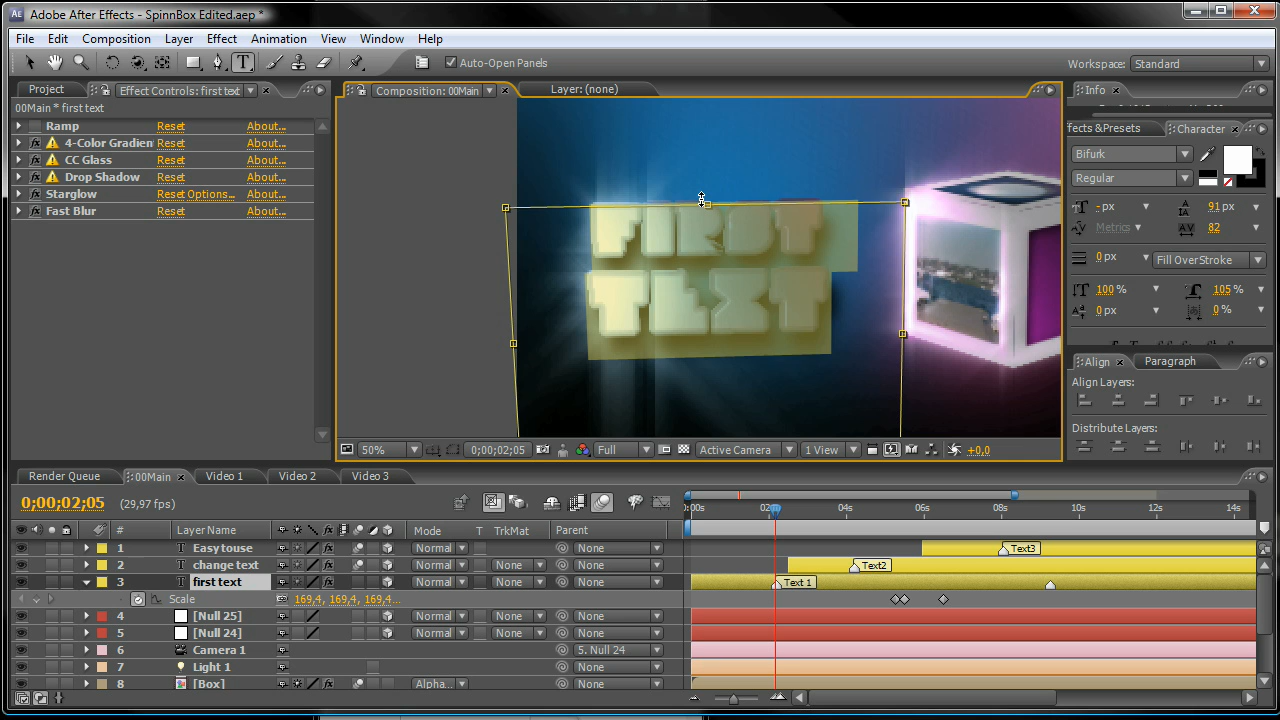 Adobe After Effects - SpinnBox Edited.aep *
File Edit Composition Layer Effect Animation View Window Help
Auto-Open Panels
Workspace: Standard
Project Effect Controls: first text
Composition: 00Main
Layer: (none)
Info
00Main * first text
Ramp Reset About...
4-Color Gradien Reset About...
CC Glass Reset About...
Drop Shadow Reset About...
Starglow Reset Options... About...
Fast Blur Reset About...
FIRST
TEXT
ffects &Presets Character
Bifurk
Regular
- px 91 px
Metrics 82
0 px Fill Over Stroke
100 % 105 %
0 px 0 %
Align Paragraph
Align Layers:
Distribute Layers:
50% 0;00;02;05 Full Active Camera 1 View +0,0
Render Queue 00Main Video 1 Video 2 Video 3
0;00;02;05 (29,97 fps)
0:00s 02s 04s 06s 08s 10s 12s 14s
# Layer Name Mode T TrkMat Parent
1 T Easy to use Normal None Text3
2 T change text Normal None None Text2
3 T first text Normal None None Text 1
Scale 169,4, 169,4, 169,4...
4 [Null 25] Normal None None
5 [Null 24] Normal None None
6 Camera 1 5. Null 24
7 Light 1 None
8 [Box] Alpha... None